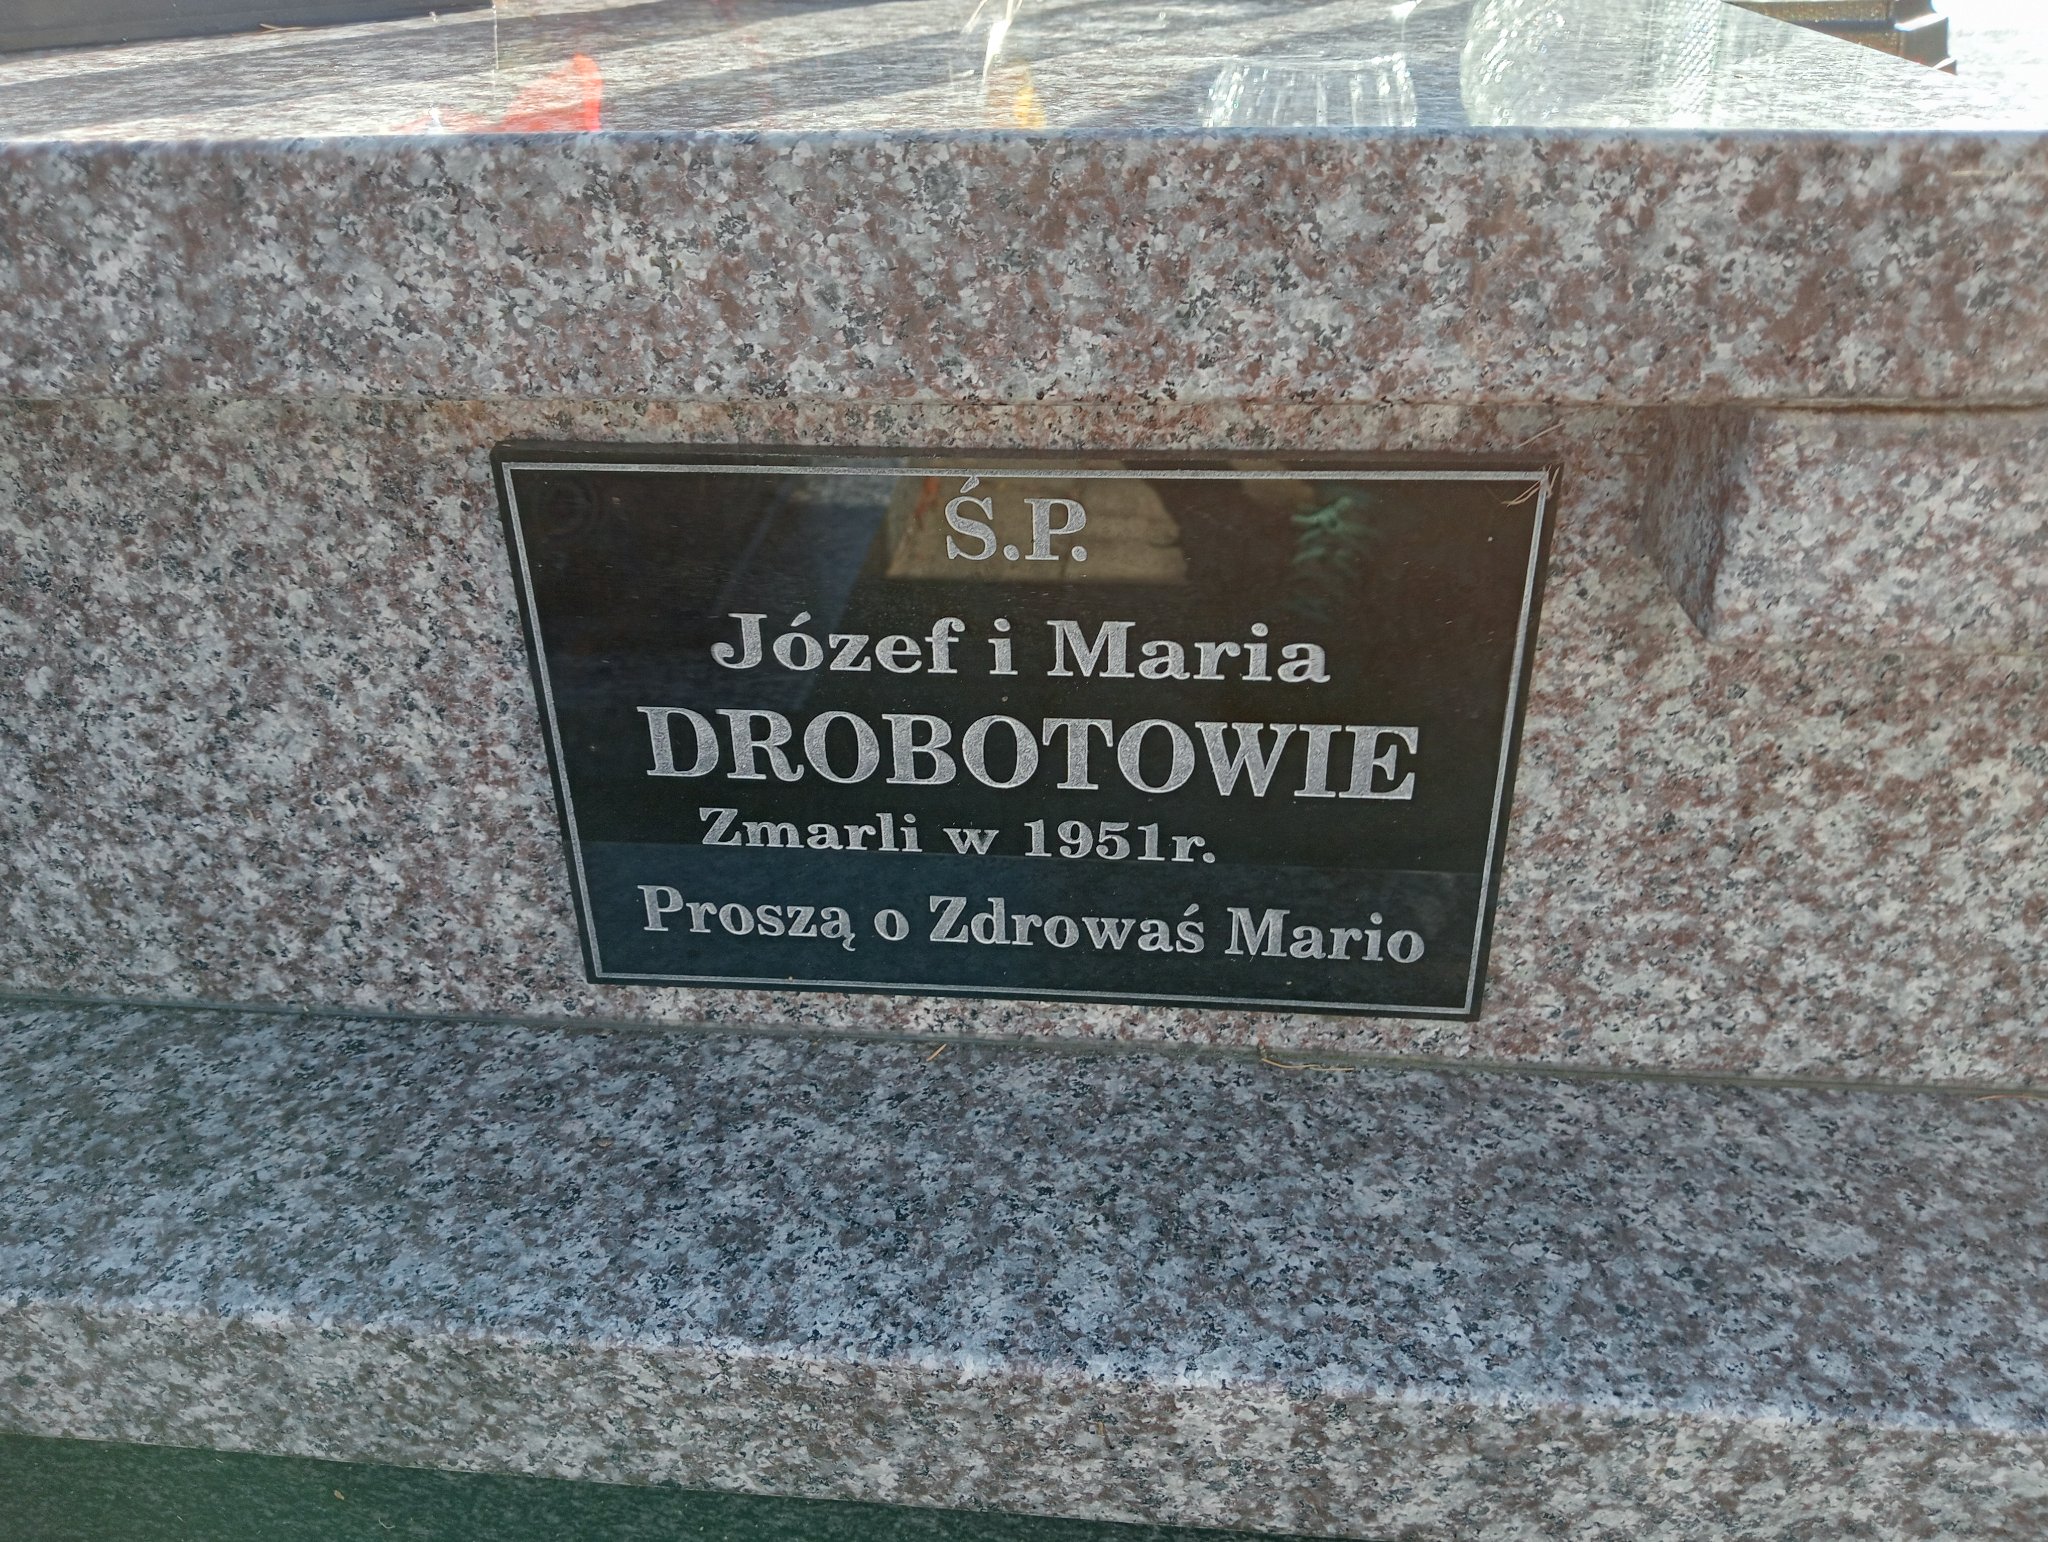 Ś.P.
Józef i Maria
DROBOTOWIE
Zmarli w 1951r.
Proszą o Zdrowaś Mario